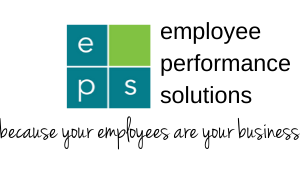 e
p s
employee
performance
solutions
because your employees are your business